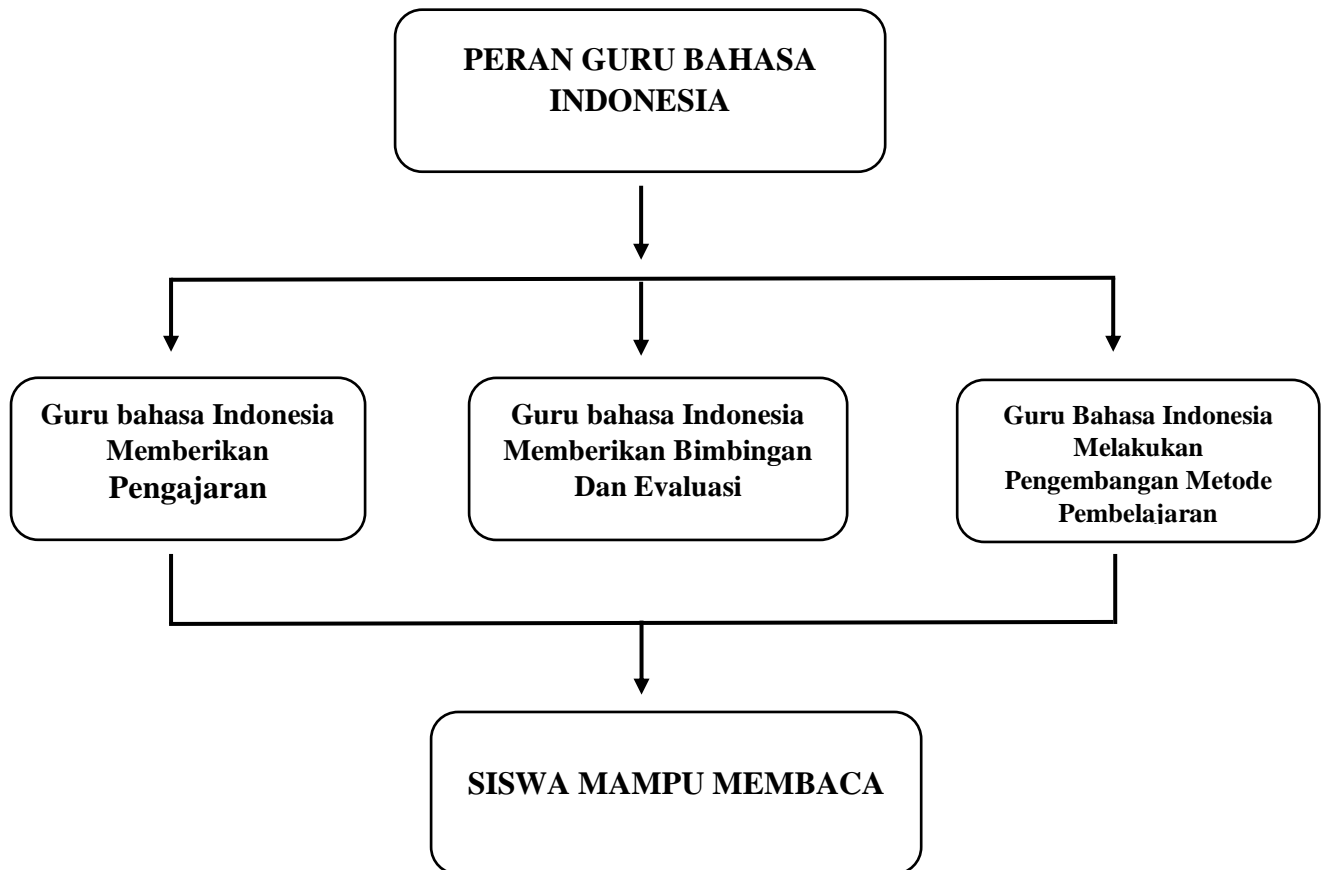 PERAN GURU BAHASA
INDONESIA
Guru bahasa Indonesia
Memberikan
Pengajaran
Guru bahasa Indonesia
Memberikan Bimbingan
Dan Evaluasi
Guru Bahasa Indonesia
Melakukan
Pengembangan Metode
Pembelajaran
SISWA MAMPU MEMBACA